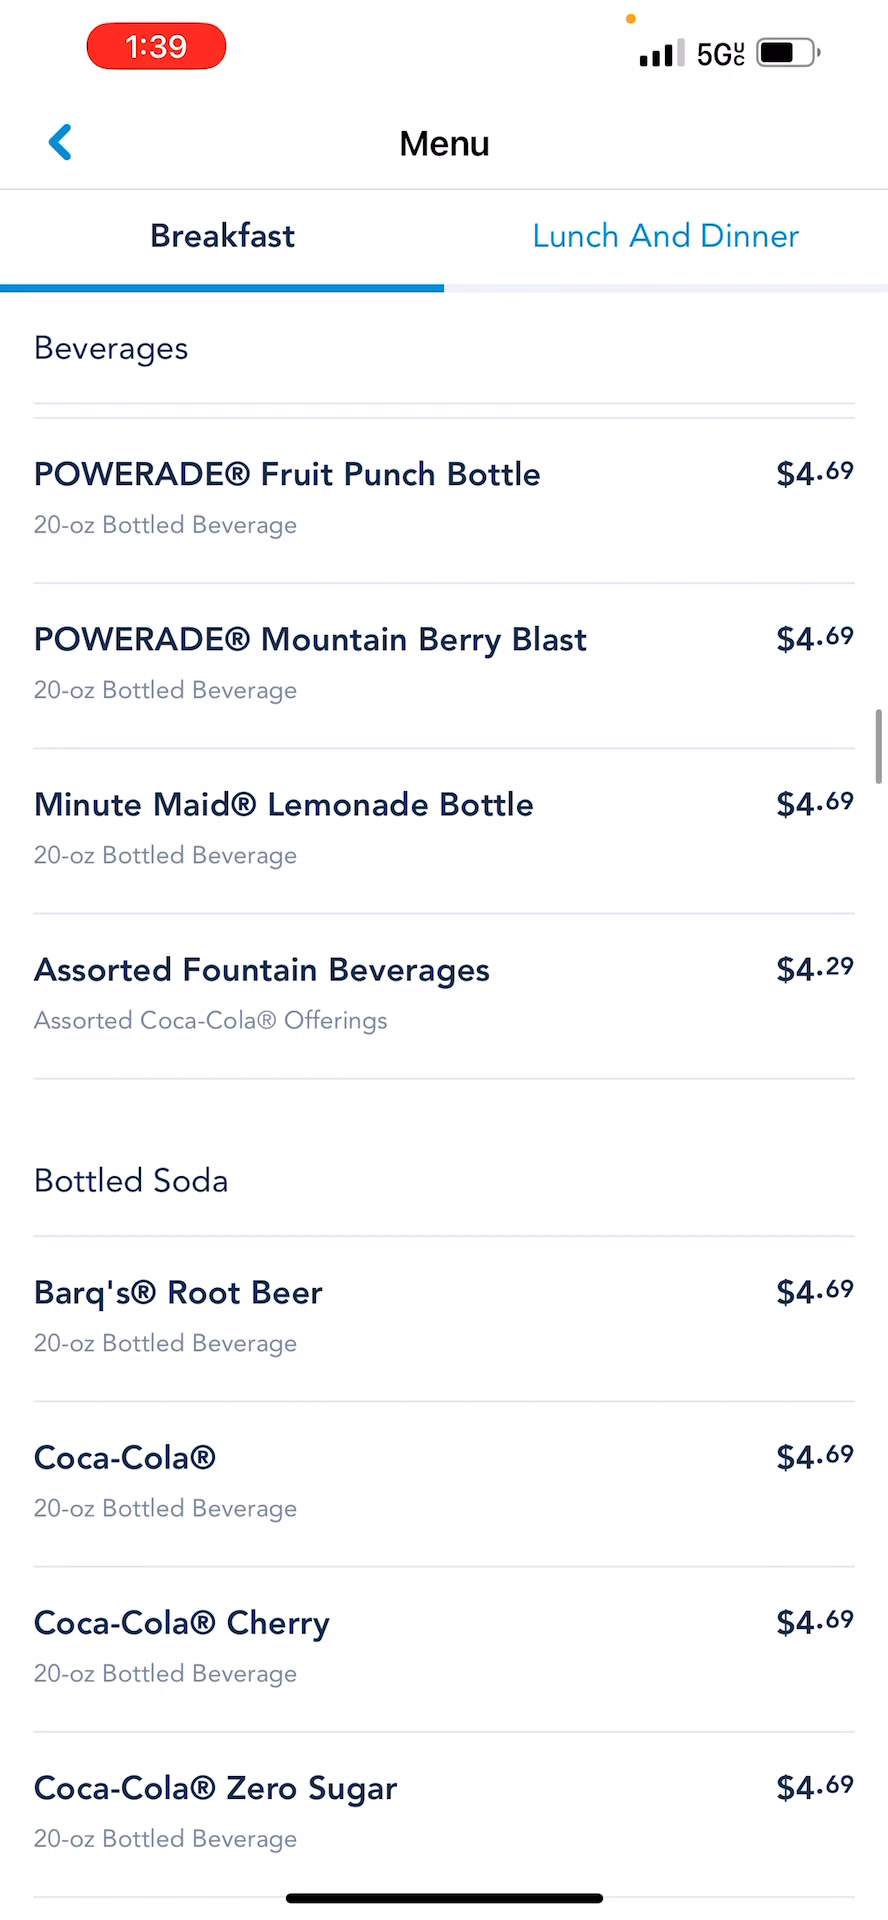 1:39
5GUC
Menu
Breakfast
Lunch And Dinner
Beverages
POWERADE® Fruit Punch Bottle $4.69
20-oz Bottled Beverage
POWERADE® Mountain Berry Blast $4.69
20-oz Bottled Beverage
Minute Maid® Lemonade Bottle $4.69
20-oz Bottled Beverage
Assorted Fountain Beverages $4.29
Assorted Coca-Cola® Offerings
Bottled Soda
Barq's® Root Beer $4.69
20-oz Bottled Beverage
Coca-Cola® $4.69
20-oz Bottled Beverage
Coca-Cola® Cherry $4.69
20-oz Bottled Beverage
Coca-Cola® Zero Sugar $4.69
20-oz Bottled Beverage